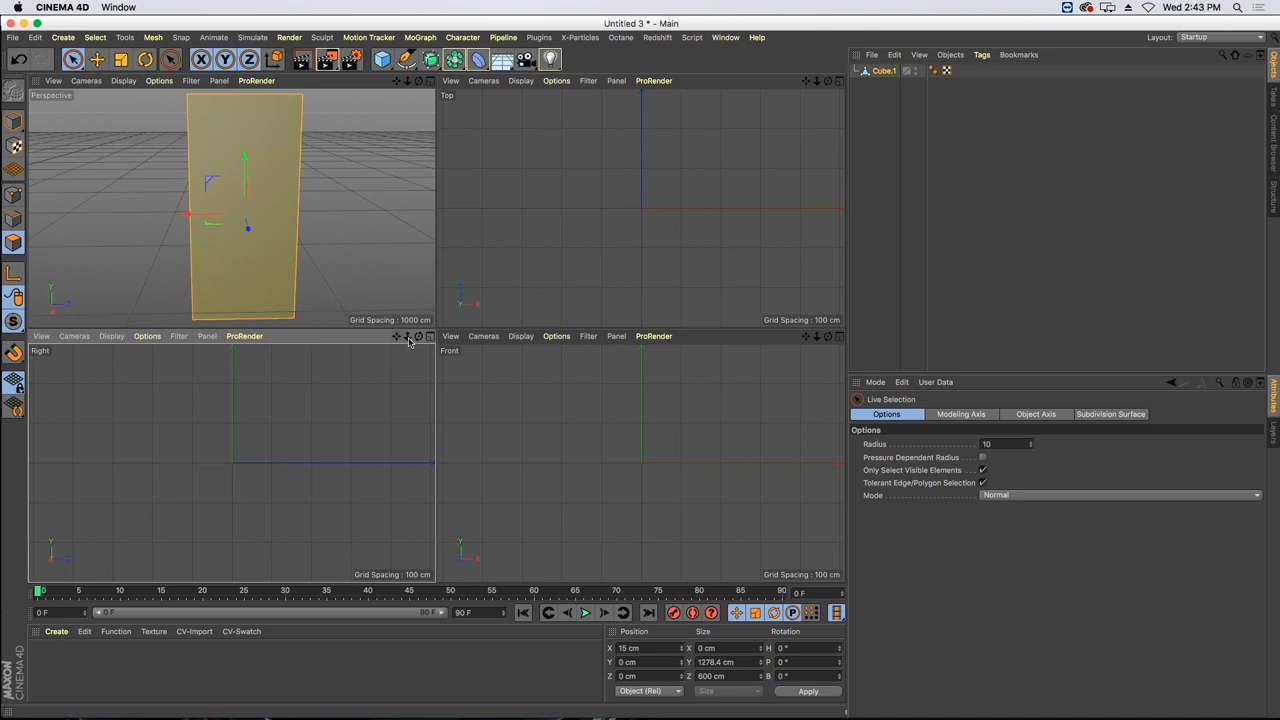 CINEMA 4D Window
Wed 2:43 PM
Untitled 3 * - Main
File Edit Create Select Tools Mesh Snap Animate Simulate Render Sculpt Motion Tracker MoGraph Character Pipeline Plugins X-Particles Octane Redshift Script Window Help
Layout: Startup
X Y Z
File Edit View Objects Tags Bookmarks
View Cameras Display Options Filter Panel ProRender
View Cameras Display Options Filter Panel ProRender
Cube.1
Perspective
Top
Y
Z
X
Z
Y
X
Grid Spacing : 1000 cm
Grid Spacing : 100 cm
View Cameras Display Options Filter Panel ProRender
View Cameras Display Options Filter Panel ProRender
Right
Front
Y
Z
X
Y
X
Grid Spacing : 100 cm
Grid Spacing : 100 cm
Objects
Takes
Content Browser
Structure
Mode Edit User Data
Live Selection
Options Modeling Axis Object Axis Subdivision Surface
Options
Radius 10
Pressure Dependent Radius
Only Select Visible Elements
Tolerant Edge/Polygon Selection
Mode Normal
Attributes
Layers
0 5 10 15 20 25 30 35 40 45 50 55 60 65 70 75 80 85 90 0 F
0 F 0 F 90 F 90 F
Create Edit Function Texture CV-Import CV-Swatch
Position Size Rotation
X 15 cm X 0 cm H 0 °
Y 0 cm Y 1278.4 cm P 0 °
Z 0 cm Z 600 cm B 0 °
Object (Rel) Size Apply
MAXON
CINEMA 4D